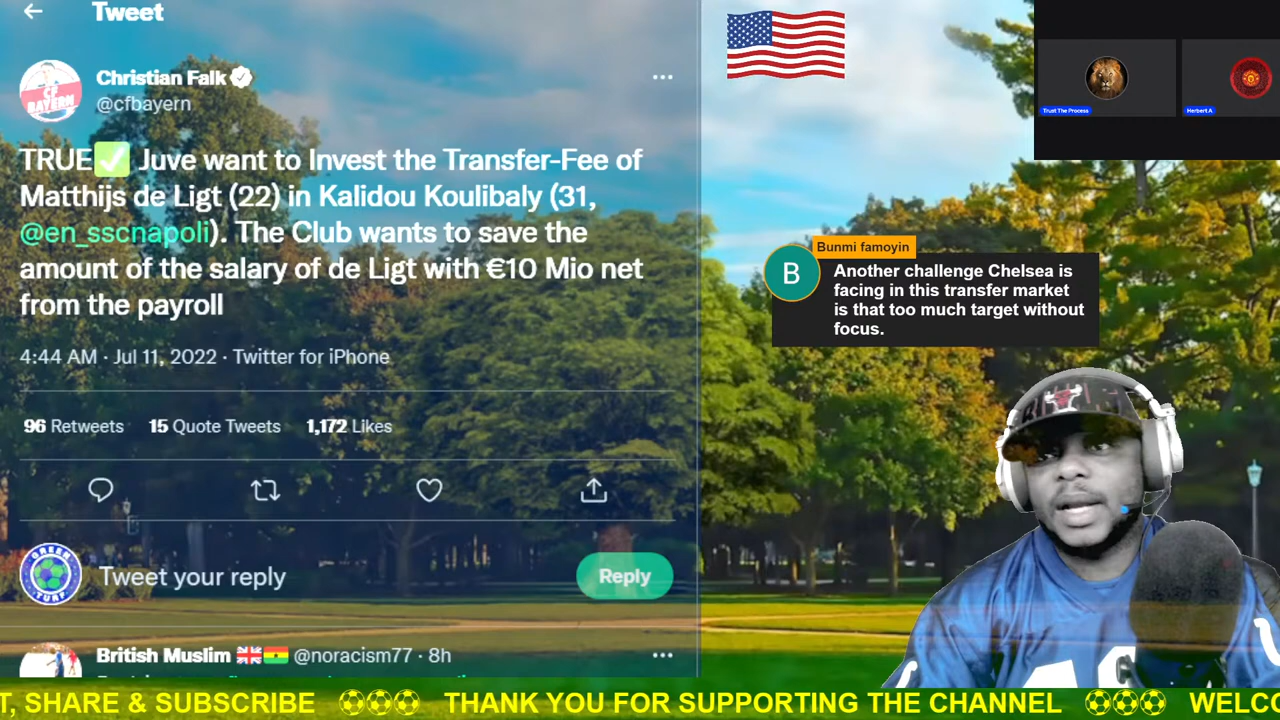 Tweet
Christian Falk
@cfbayern
TRUE✅ Juve want to Invest the Transfer-Fee of
Matthijs de Ligt (22) in Kalidou Koulibaly (31,
@en_sscnapoli). The Club wants to save the
amount of the salary of de Ligt with €10 Mio net
from the payroll
4:44 AM · Jul 11, 2022 · Twitter for iPhone
96 Retweets 15 Quote Tweets 1,172 Likes
GREEN
TURF
Tweet your reply
Reply
British Muslim 🇬🇧🇬🇭 @noracism77 · 8h
Trust The Process
Herbert A
Bunmi famoyin
B
Another challenge Chelsea is
facing in this transfer market
is that too much target without
focus.
CF
BAYERN
T, SHARE & SUBSCRIBE ⚽⚽⚽ THANK YOU FOR SUPPORTING THE CHANNEL ⚽⚽⚽ WELCO